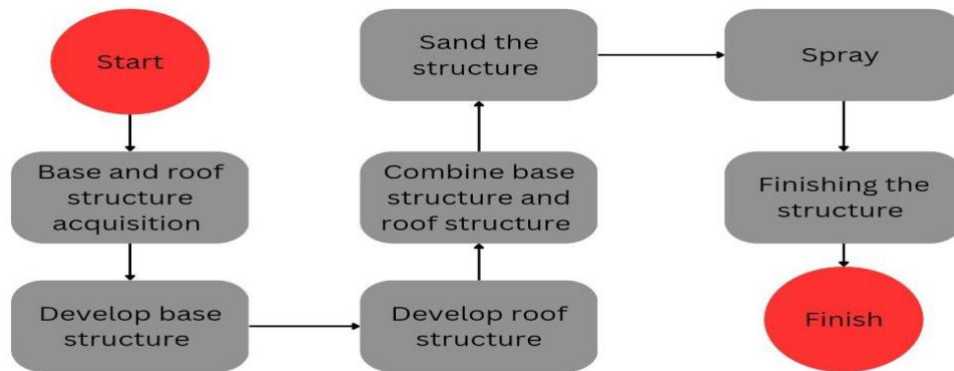 Start
Base and roof
structure
acquisition
Develop base
structure
Develop roof
structure
Combine base
structure and
roof structure
Sand the
structure
Spray
Finishing the
structure
Finish